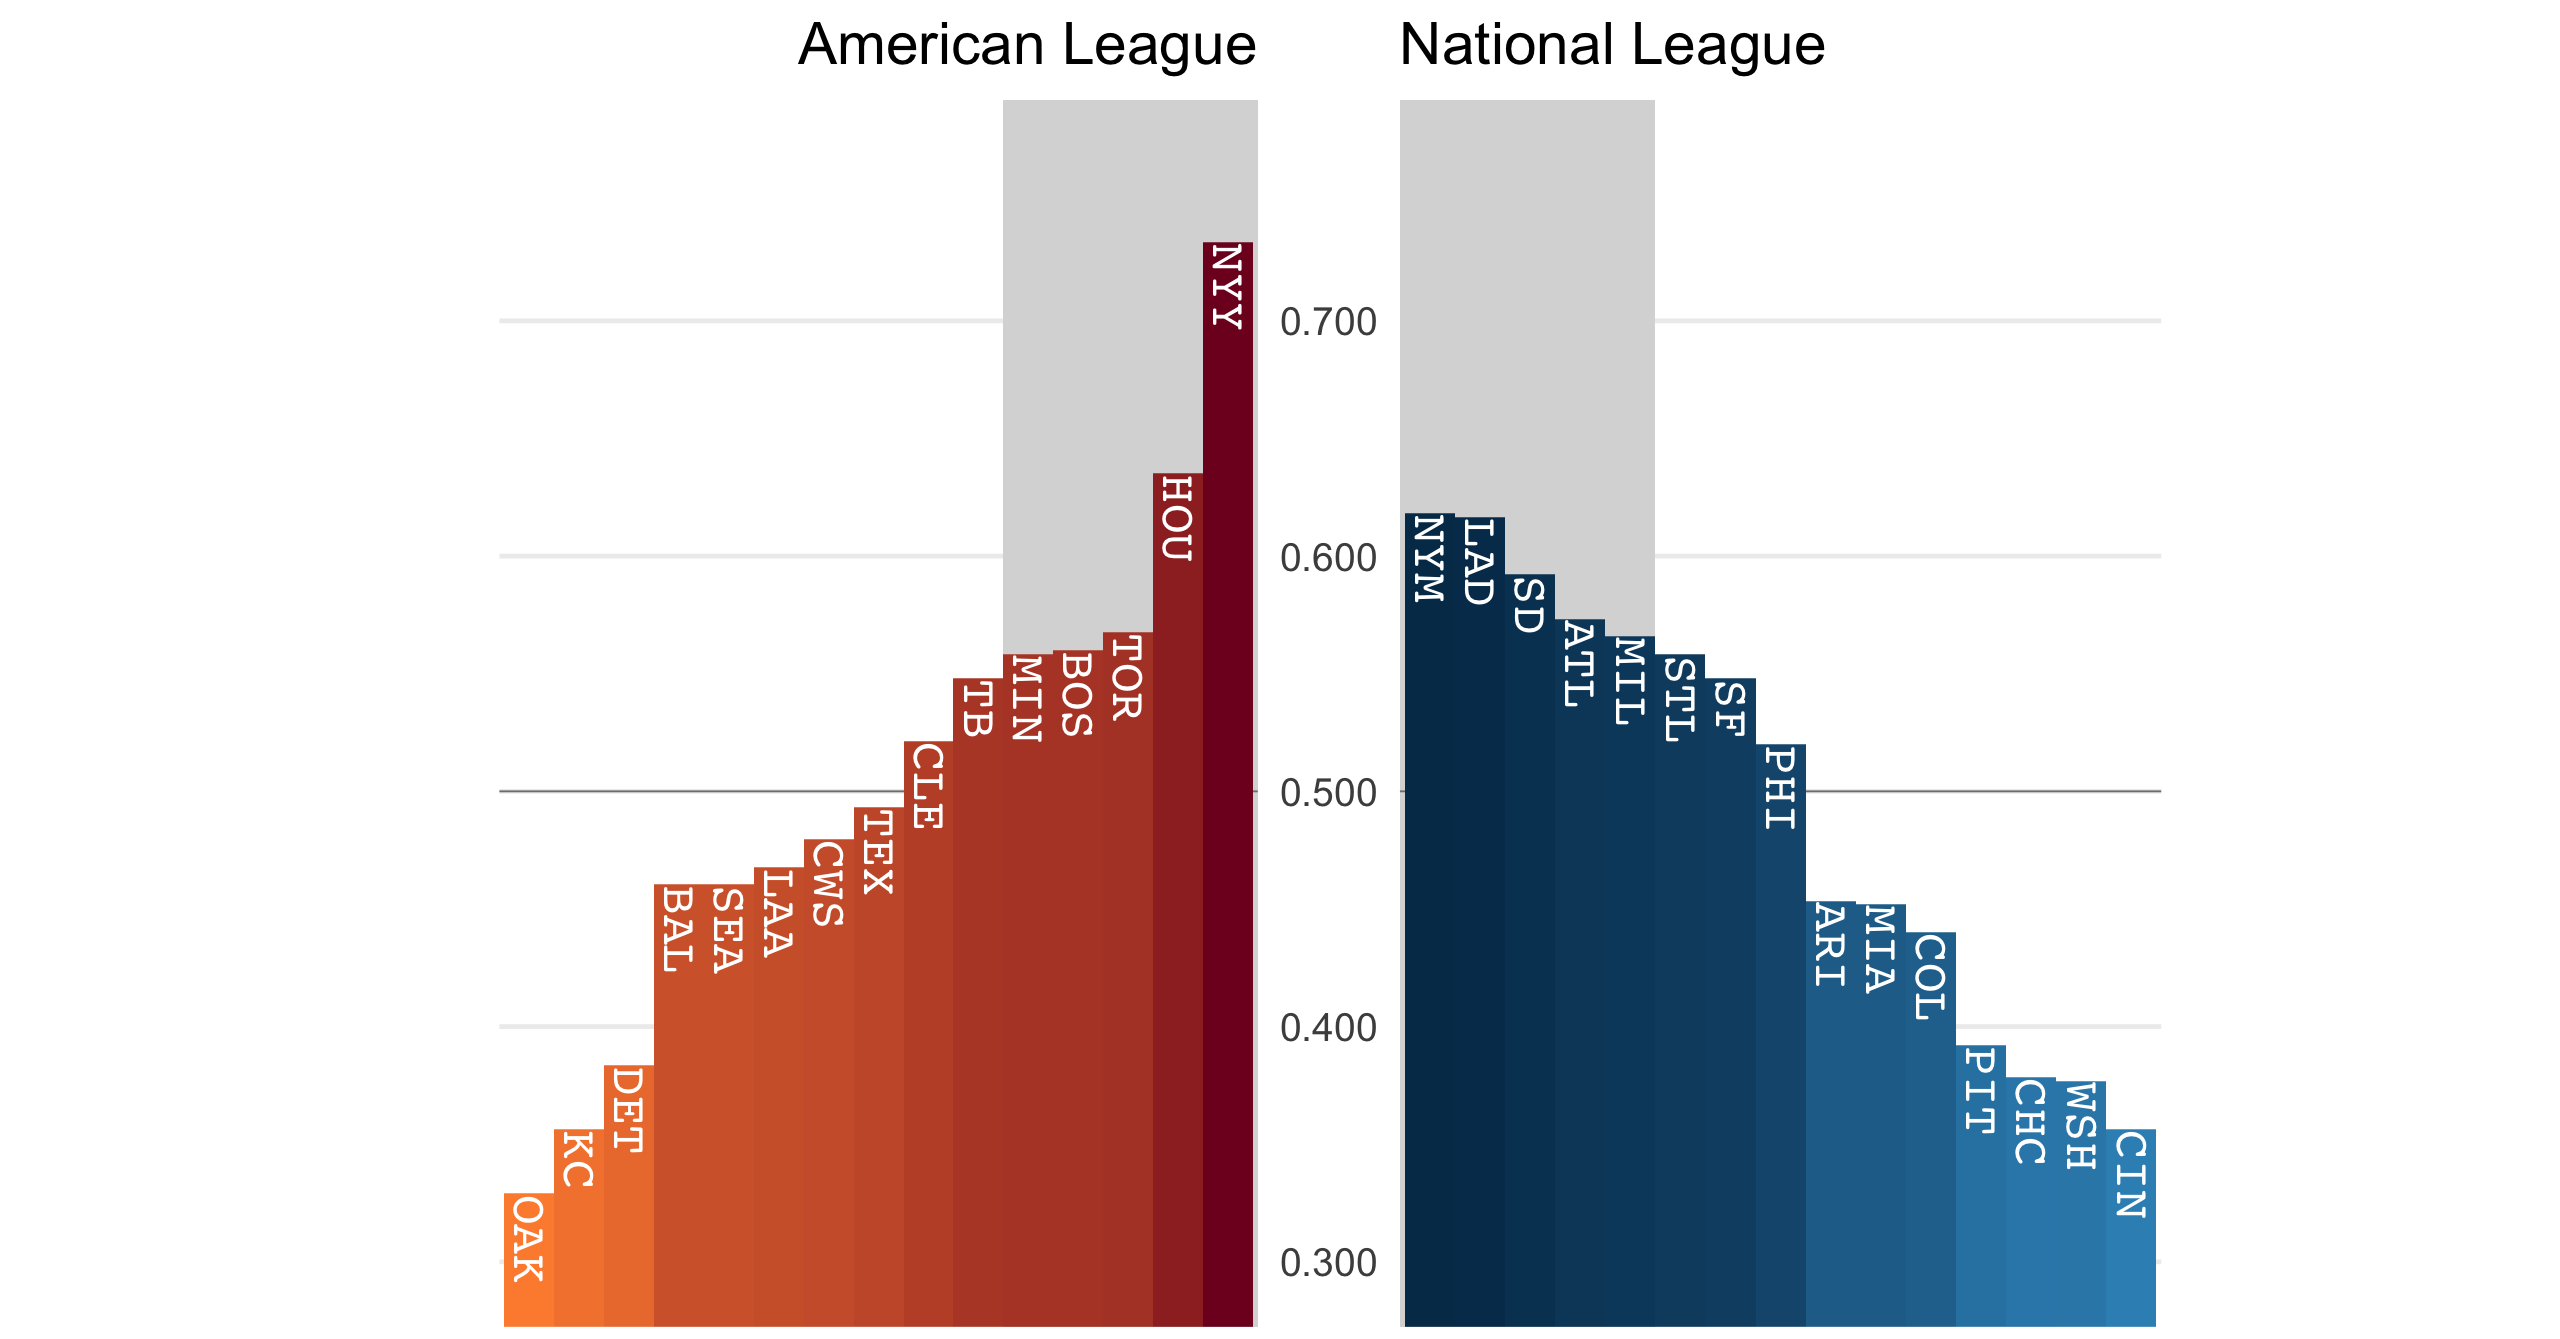 American League
National League
0.700
0.600
0.500
0.400
0.300
OAK
KC
DET
BAL
SEA
LAA
CWS
TEX
CLE
TB
MIN
BOS
TOR
HOU
NYY
NYM
LAD
SD
ATL
MIL
STL
SF
PHI
ARI
MIA
COL
PIT
CHC
WSH
CIN